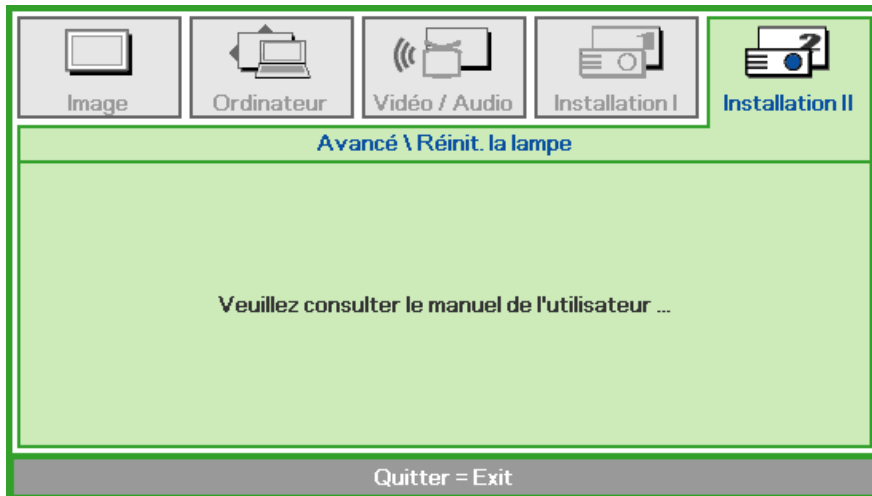 Image
Ordinateur
Vidéo / Audio
Installation I
Installation II
Avancé \ Réinit. la lampe
Veuillez consulter le manuel de l'utilisateur ...
Quitter = Exit